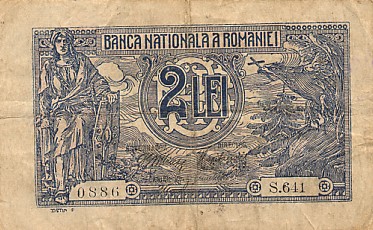 BANCA NATIONALA A ROMANIEI
2 LEI
0886
S.641